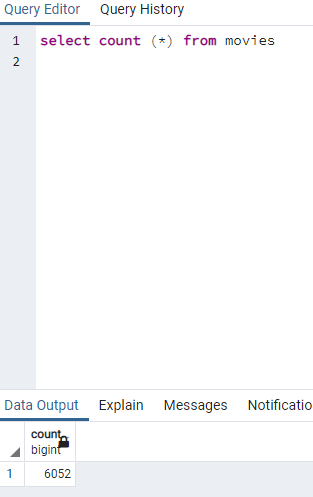 Query Editor Query History
1 select count (*) from movies
2
Data Output Explain Messages Notificatio
count
bigint
1 6052